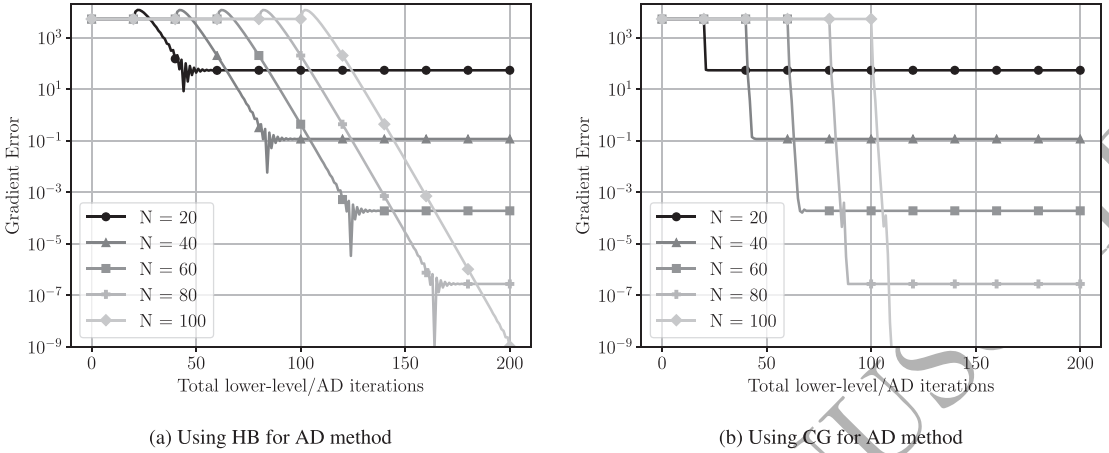 10^3
10^1
10^-1
10^-3
10^-5
10^-7
10^-9
Gradient Error
N = 20
N = 40
N = 60
N = 80
N = 100
0 50 100 150 200
Total lower-level/AD iterations
(a) Using HB for AD method
10^3
10^1
10^-1
10^-3
10^-5
10^-7
10^-9
Gradient Error
N = 20
N = 40
N = 60
N = 80
N = 100
0 50 100 150 200
Total lower-level/AD iterations
(b) Using CG for AD method